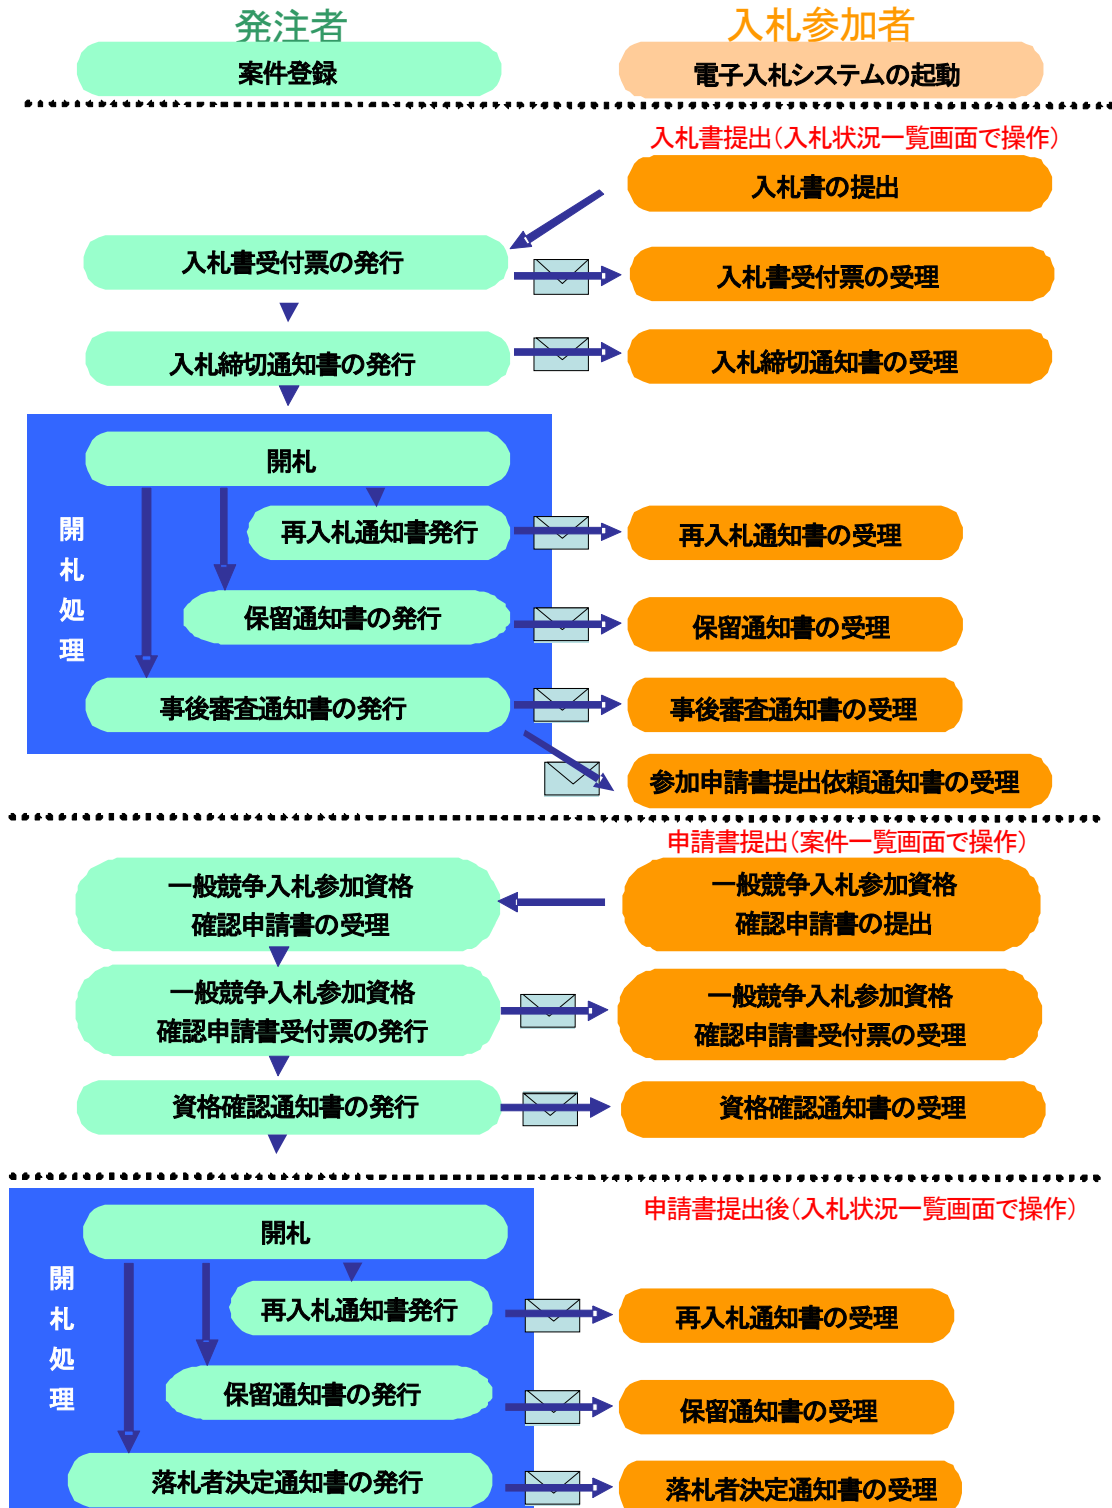 発注者
入札参加者
案件登録
電子入札システムの起動
入札書提出(入札状況一覧画面で操作)
入札書の提出
入札書受付票の発行
入札書受付票の受理
入札締切通知書の発行
入札締切通知書の受理
開札
開札処理
再入札通知書発行
再入札通知書の受理
保留通知書の発行
保留通知書の受理
事後審査通知書の発行
事後審査通知書の受理
参加申請書提出依頼通知書の受理
申請書提出(案件一覧画面で操作)
一般競争入札参加資格
確認申請書の受理
一般競争入札参加資格
確認申請書の提出
一般競争入札参加資格
確認申請書受付票の発行
一般競争入札参加資格
確認申請書受付票の受理
資格確認通知書の発行
資格確認通知書の受理
申請書提出後(入札状況一覧画面で操作)
開札
開札処理
再入札通知書発行
再入札通知書の受理
保留通知書の発行
保留通知書の受理
落札者決定通知書の発行
落札者決定通知書の受理